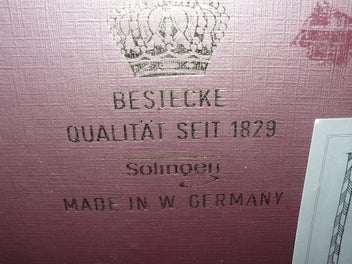 BESTECKE
QUALITÄT SEIT 1829
Solingen
MADE IN W. GERMANY